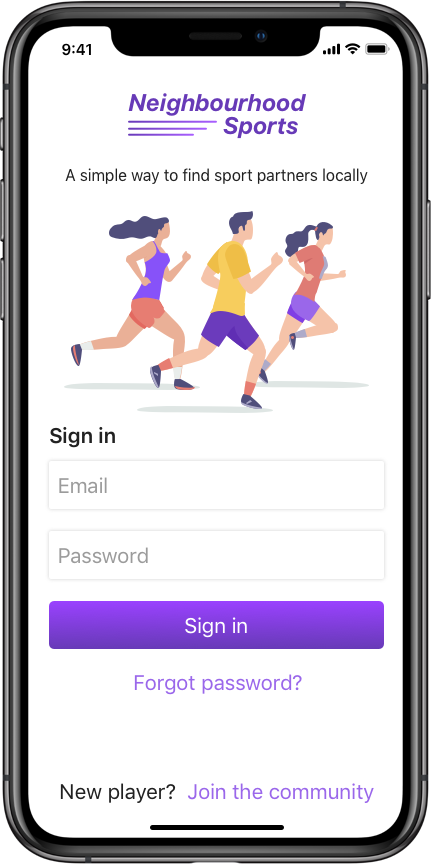 9:41
Neighbourhood
Sports
A simple way to find sport partners locally
Sign in
Email
Password
Sign in
Forgot password?
New player? Join the community